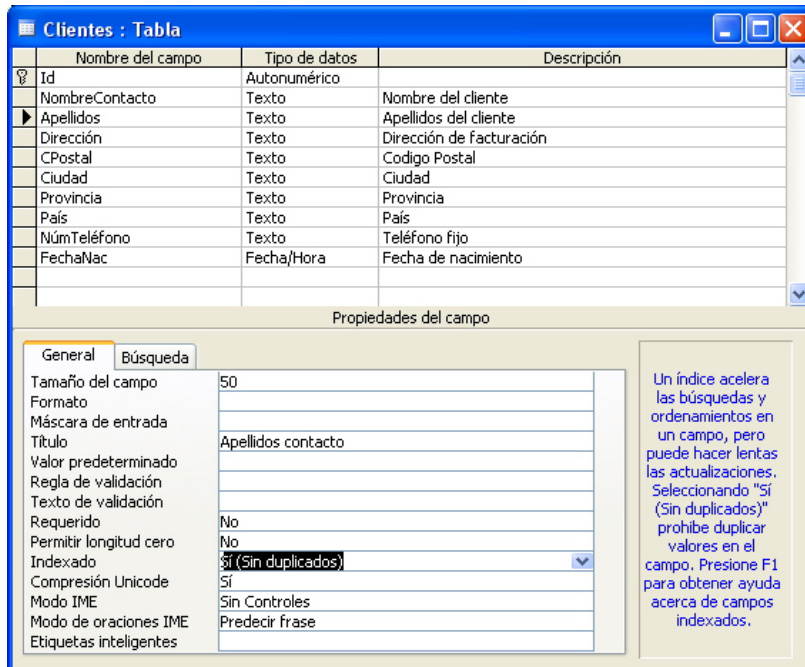 Clientes : Tabla
Nombre del campo Tipo de datos Descripción
Id Autonumérico
NombreContacto Texto Nombre del cliente
Apellidos Texto Apellidos del cliente
Dirección Texto Dirección de facturación
CPostal Texto Codigo Postal
Ciudad Texto Ciudad
Provincia Texto Provincia
País Texto País
NúmTeléfono Texto Teléfono fijo
FechaNac Fecha/Hora Fecha de nacimiento
Propiedades del campo
General Búsqueda
Tamaño del campo 50
Formato
Máscara de entrada
Título Apellidos contacto
Valor predeterminado
Regla de validación
Texto de validación
Requerido No
Permitir longitud cero No
Indexado Sí (Sin duplicados)
Compresión Unicode Sí
Modo IME Sin Controles
Modo de oraciones IME Predecir frase
Etiquetas inteligentes
Un índice acelera
las búsquedas y
ordenamientos en
un campo, pero
puede hacer lentas
las actualizaciones.
Seleccionando "Sí
(Sin duplicados)"
prohibe duplicar
valores en el
campo. Presione F1
para obtener ayuda
acerca de campos
indexados.